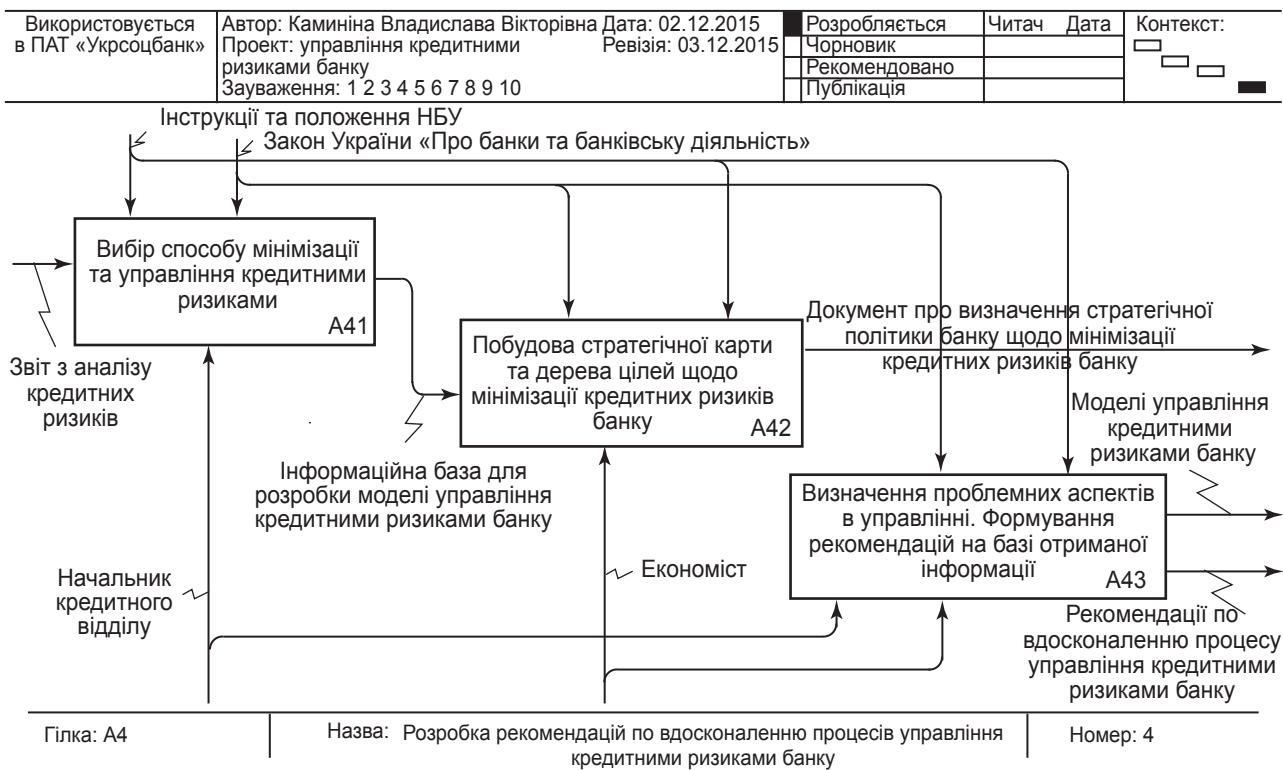 Використовується
в ПАТ «Укрсоцбанк»
Автор: Каминіна Владислава Вікторівна Дата: 02.12.2015
Проект: управління кредитними Ревізія: 03.12.2015
ризиками банку
Зауваження: 1 2 3 4 5 6 7 8 9 10
Розробляється
Чорновик
Рекомендовано
Публікація
Читач Дата
Контекст:
Інструкції та положення НБУ
Закон України «Про банки та банківську діяльність»
Вибір способу мінімізації
та управління кредитними
ризиками
A41
Звіт з аналізу
кредитних
ризиків
Побудова стратегічної карти
та дерева цілей щодо
мінімізації кредитних ризиків
банку
A42
Документ про визначення стратегічної
політики банку щодо мінімізації
кредитних ризиків банку
Моделі управління
кредитними
ризиками банку
Інформаційна база для
розробки моделі управління
кредитними ризиками банку
Визначення проблемних аспектів
в управлінні. Формування
рекомендацій на базі отриманої
інформації
A43
Начальник
кредитного
відділу
Економіст
Рекомендації по
вдосконаленню процесу
управління кредитними
ризиками банку
Гілка: A4
Назва: Розробка рекомендацій по вдосконаленню процесів управління
кредитними ризиками банку
Номер: 4